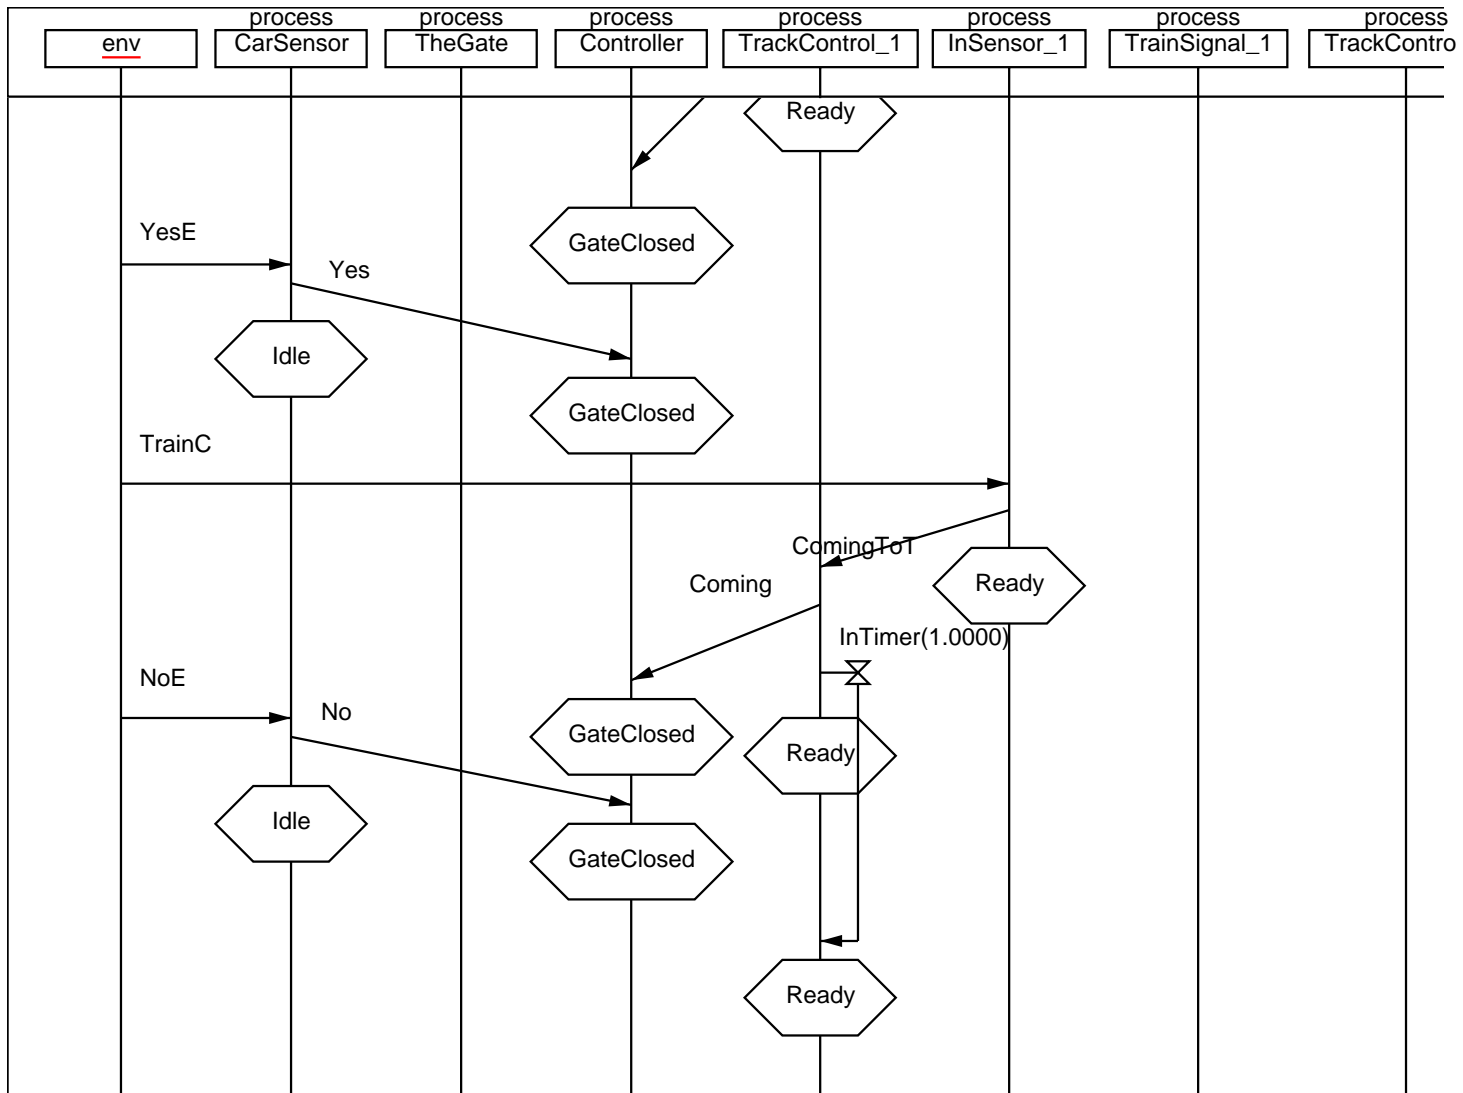 process process process process process process process
env CarSensor TheGate Controller TrackControl_1 InSensor_1 TrainSignal_1 TrackContro
Ready
YesE
GateClosed
Yes
Idle
GateClosed
TrainC
ComingToT
Coming
Ready
InTimer(1.0000)
NoE
No
GateClosed
Ready
Idle
GateClosed
Ready